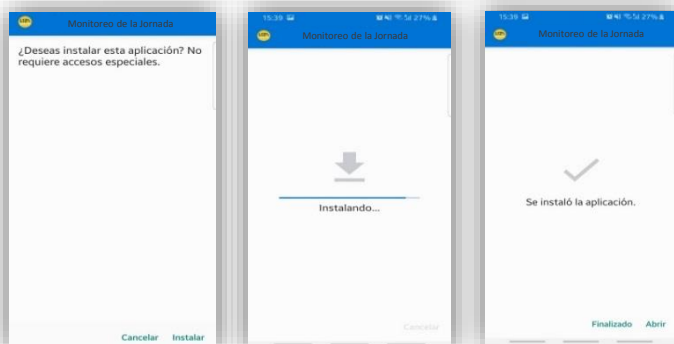 Monitoreo de la Jornada
¿Deseas instalar esta aplicación? No
requiere accesos especiales.
Cancelar Instalar
15:39 27%
Monitoreo de la Jornada
Instalando...
Cancelar
15:39 27%
Monitoreo de la Jornada
Se instaló la aplicación.
Finalizado Abrir